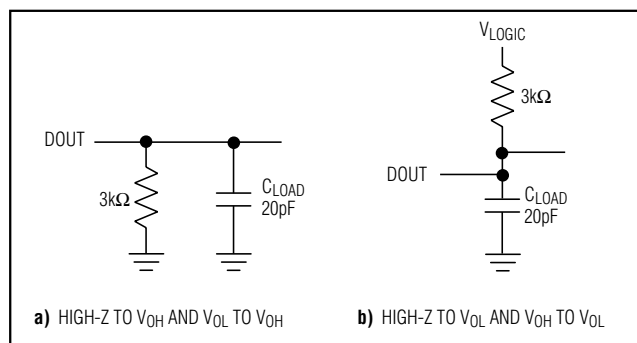 DOUT
3kΩ
CLOAD
20pF
a) HIGH-Z TO VOH AND VOL TO VOH
VLOGIC
3kΩ
DOUT
CLOAD
20pF
b) HIGH-Z TO VOL AND VOH TO VOL